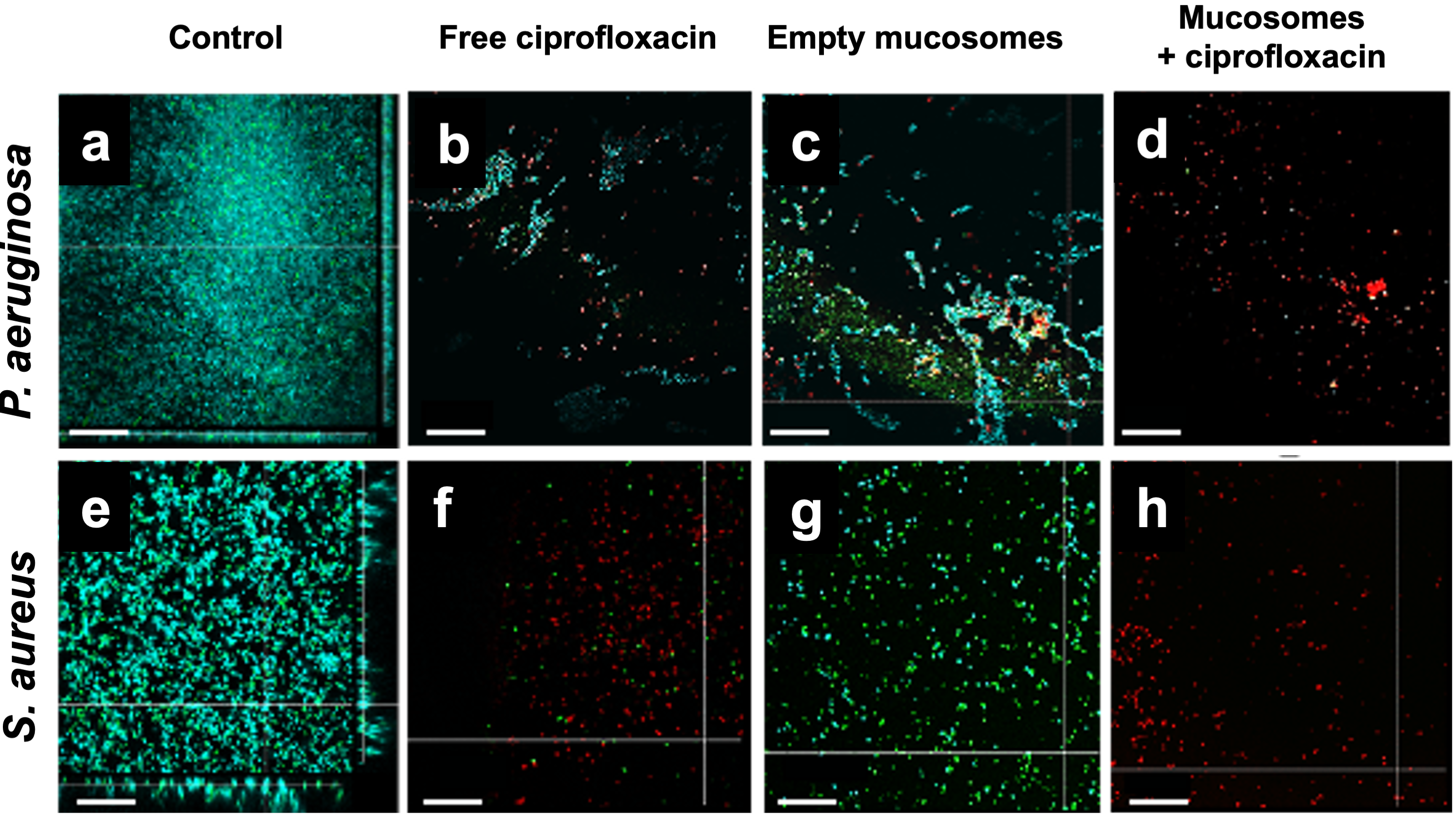 Control
Free ciprofloxacin
Empty mucosomes
Mucosomes
+ ciprofloxacin
P. aeruginosa
a
b
c
d
S. aureus
e
f
g
h